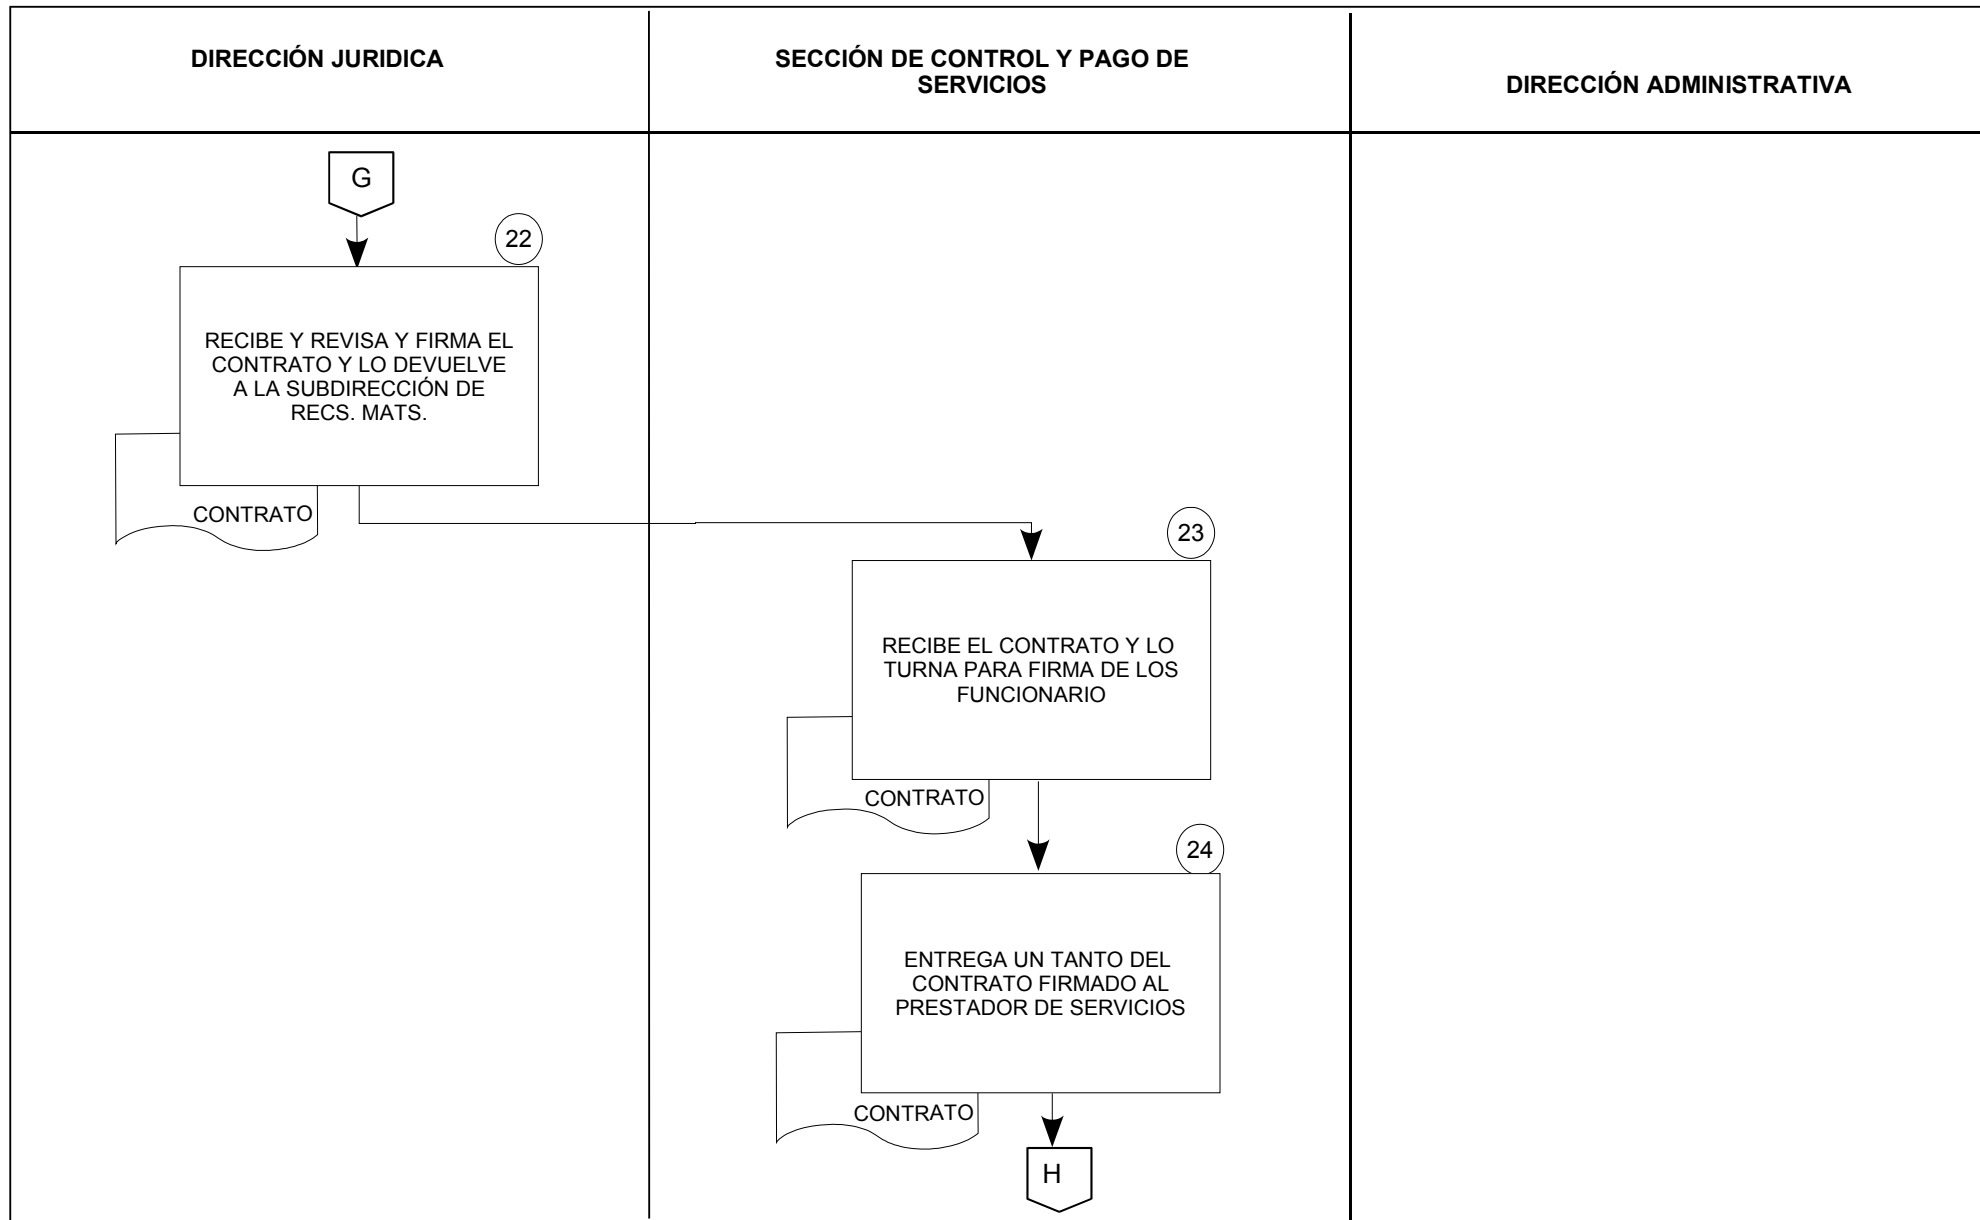 DIRECCIÓN JURIDICA
SECCIÓN DE CONTROL Y PAGO DE
SERVICIOS
DIRECCIÓN ADMINISTRATIVA
G
22
RECIBE Y REVISA Y FIRMA EL
CONTRATO Y LO DEVUELVE
A LA SUBDIRECCIÓN DE
RECS. MATS.
CONTRATO
23
RECIBE EL CONTRATO Y LO
TURNA PARA FIRMA DE LOS
FUNCIONARIO
CONTRATO
24
ENTREGA UN TANTO DEL
CONTRATO FIRMADO AL
PRESTADOR DE SERVICIOS
CONTRATO
H